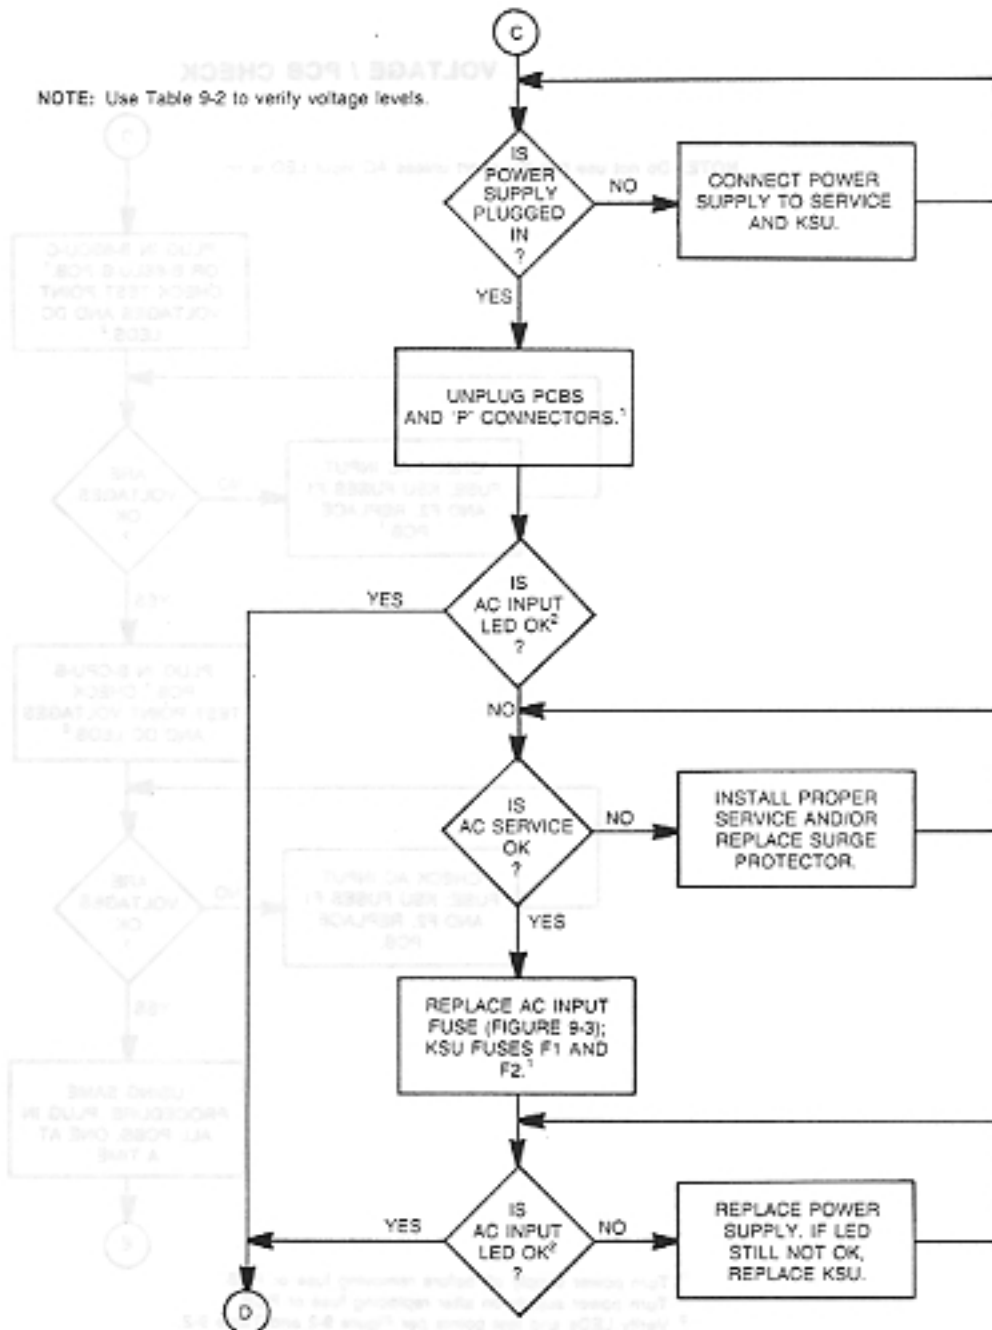 C
NOTE: Use Table 9-2 to verify voltage levels.
IS
POWER
SUPPLY
PLUGGED
IN
?
NO
CONNECT POWER
SUPPLY TO SERVICE
AND KSU.
YES
UNPLUG PCBS
AND 'P" CONNECTORS.¹
IS
AC INPUT
LED OK²
?
YES
NO
IS
AC SERVICE
OK
?
NO
INSTALL PROPER
SERVICE AND/OR
REPLACE SURGE
PROTECTOR.
YES
REPLACE AC INPUT
FUSE (FIGURE 9-3);
KSU FUSES F1 AND
F2.¹
IS
AC INPUT
LED OK²
?
YES
NO
REPLACE POWER
SUPPLY. IF LED
STILL NOT OK,
REPLACE KSU.
D